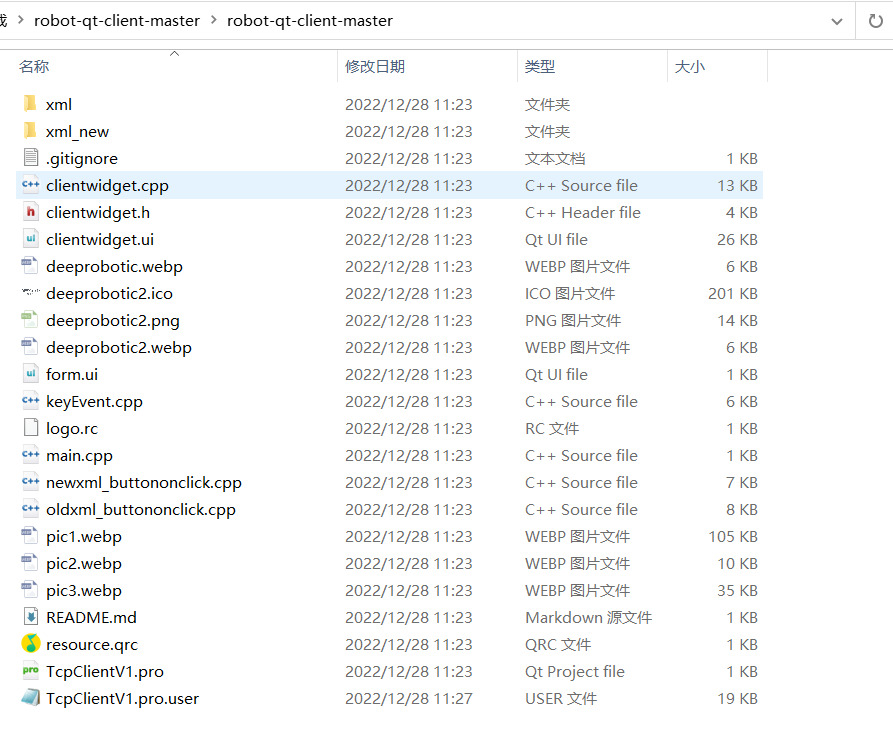 robot-qt-client-master > robot-qt-client-master
名称 修改日期 类型 大小
xml 2022/12/28 11:23 文件夹
xml_new 2022/12/28 11:23 文件夹
.gitignore 2022/12/28 11:23 文本文档 1 KB
clientwidget.cpp 2022/12/28 11:23 C++ Source file 13 KB
clientwidget.h 2022/12/28 11:23 C++ Header file 4 KB
clientwidget.ui 2022/12/28 11:23 Qt UI file 26 KB
deeprobotic.webp 2022/12/28 11:23 WEBP 图片文件 6 KB
deeprobotic2.ico 2022/12/28 11:23 ICO 图片文件 201 KB
deeprobotic2.png 2022/12/28 11:23 PNG 图片文件 14 KB
deeprobotic2.webp 2022/12/28 11:23 WEBP 图片文件 6 KB
form.ui 2022/12/28 11:23 Qt UI file 1 KB
keyEvent.cpp 2022/12/28 11:23 C++ Source file 6 KB
logo.rc 2022/12/28 11:23 RC 文件 1 KB
main.cpp 2022/12/28 11:23 C++ Source file 1 KB
newxml_buttononclick.cpp 2022/12/28 11:23 C++ Source file 7 KB
oldxml_buttononclick.cpp 2022/12/28 11:23 C++ Source file 8 KB
pic1.webp 2022/12/28 11:23 WEBP 图片文件 105 KB
pic2.webp 2022/12/28 11:23 WEBP 图片文件 10 KB
pic3.webp 2022/12/28 11:23 WEBP 图片文件 35 KB
README.md 2022/12/28 11:23 Markdown 源文件 1 KB
resource.qrc 2022/12/28 11:23 QRC 文件 1 KB
TcpClientV1.pro 2022/12/28 11:23 Qt Project file 1 KB
TcpClientV1.pro.user 2022/12/28 11:27 USER 文件 19 KB